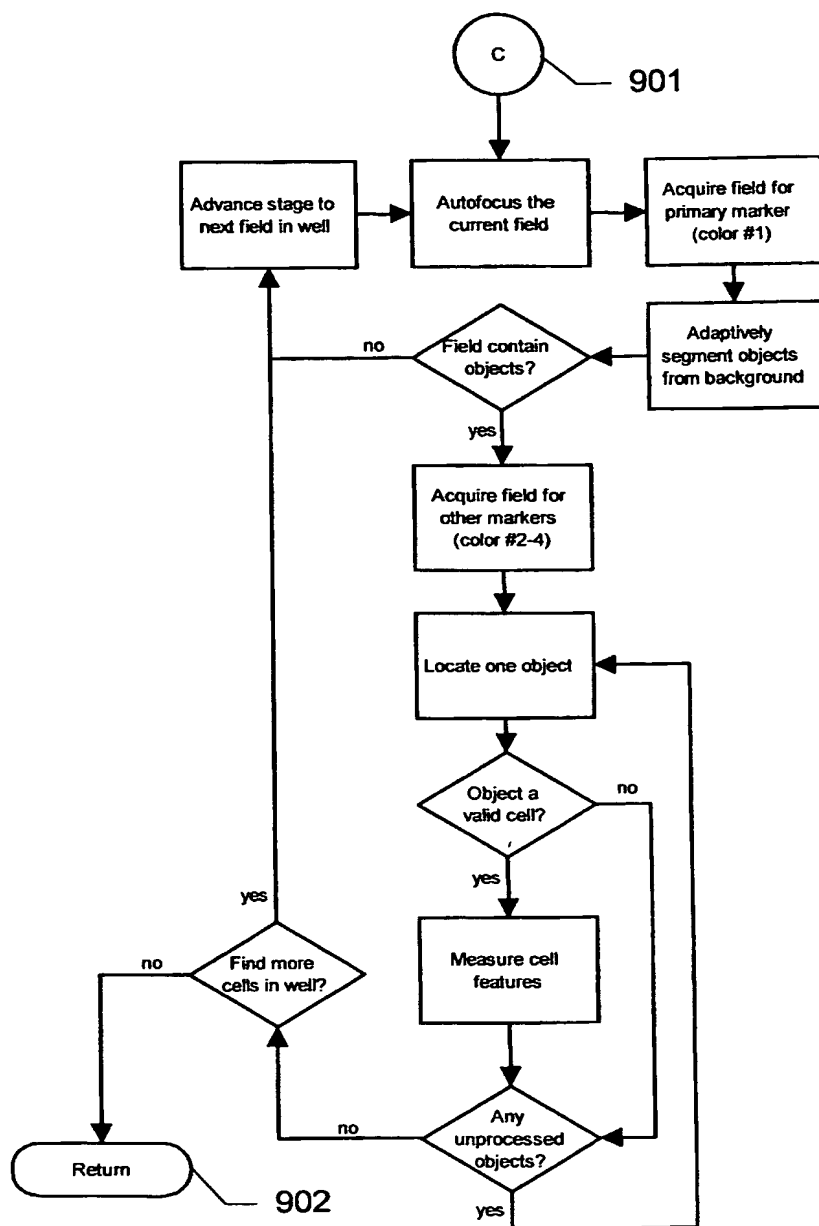 C
901
Advance stage to
next field in well
Autofocus the
current field
Acquire field for
primary marker
(color #1)
Adaptively
segment objects
from background
Field contain
objects?
no
yes
Acquire field for
other markers
(color #2-4)
Locate one object
Object a
valid cell?
no
yes
Measure cell
features
Any
unprocessed
objects?
no
yes
Find more
cells in well?
yes
no
Return
902